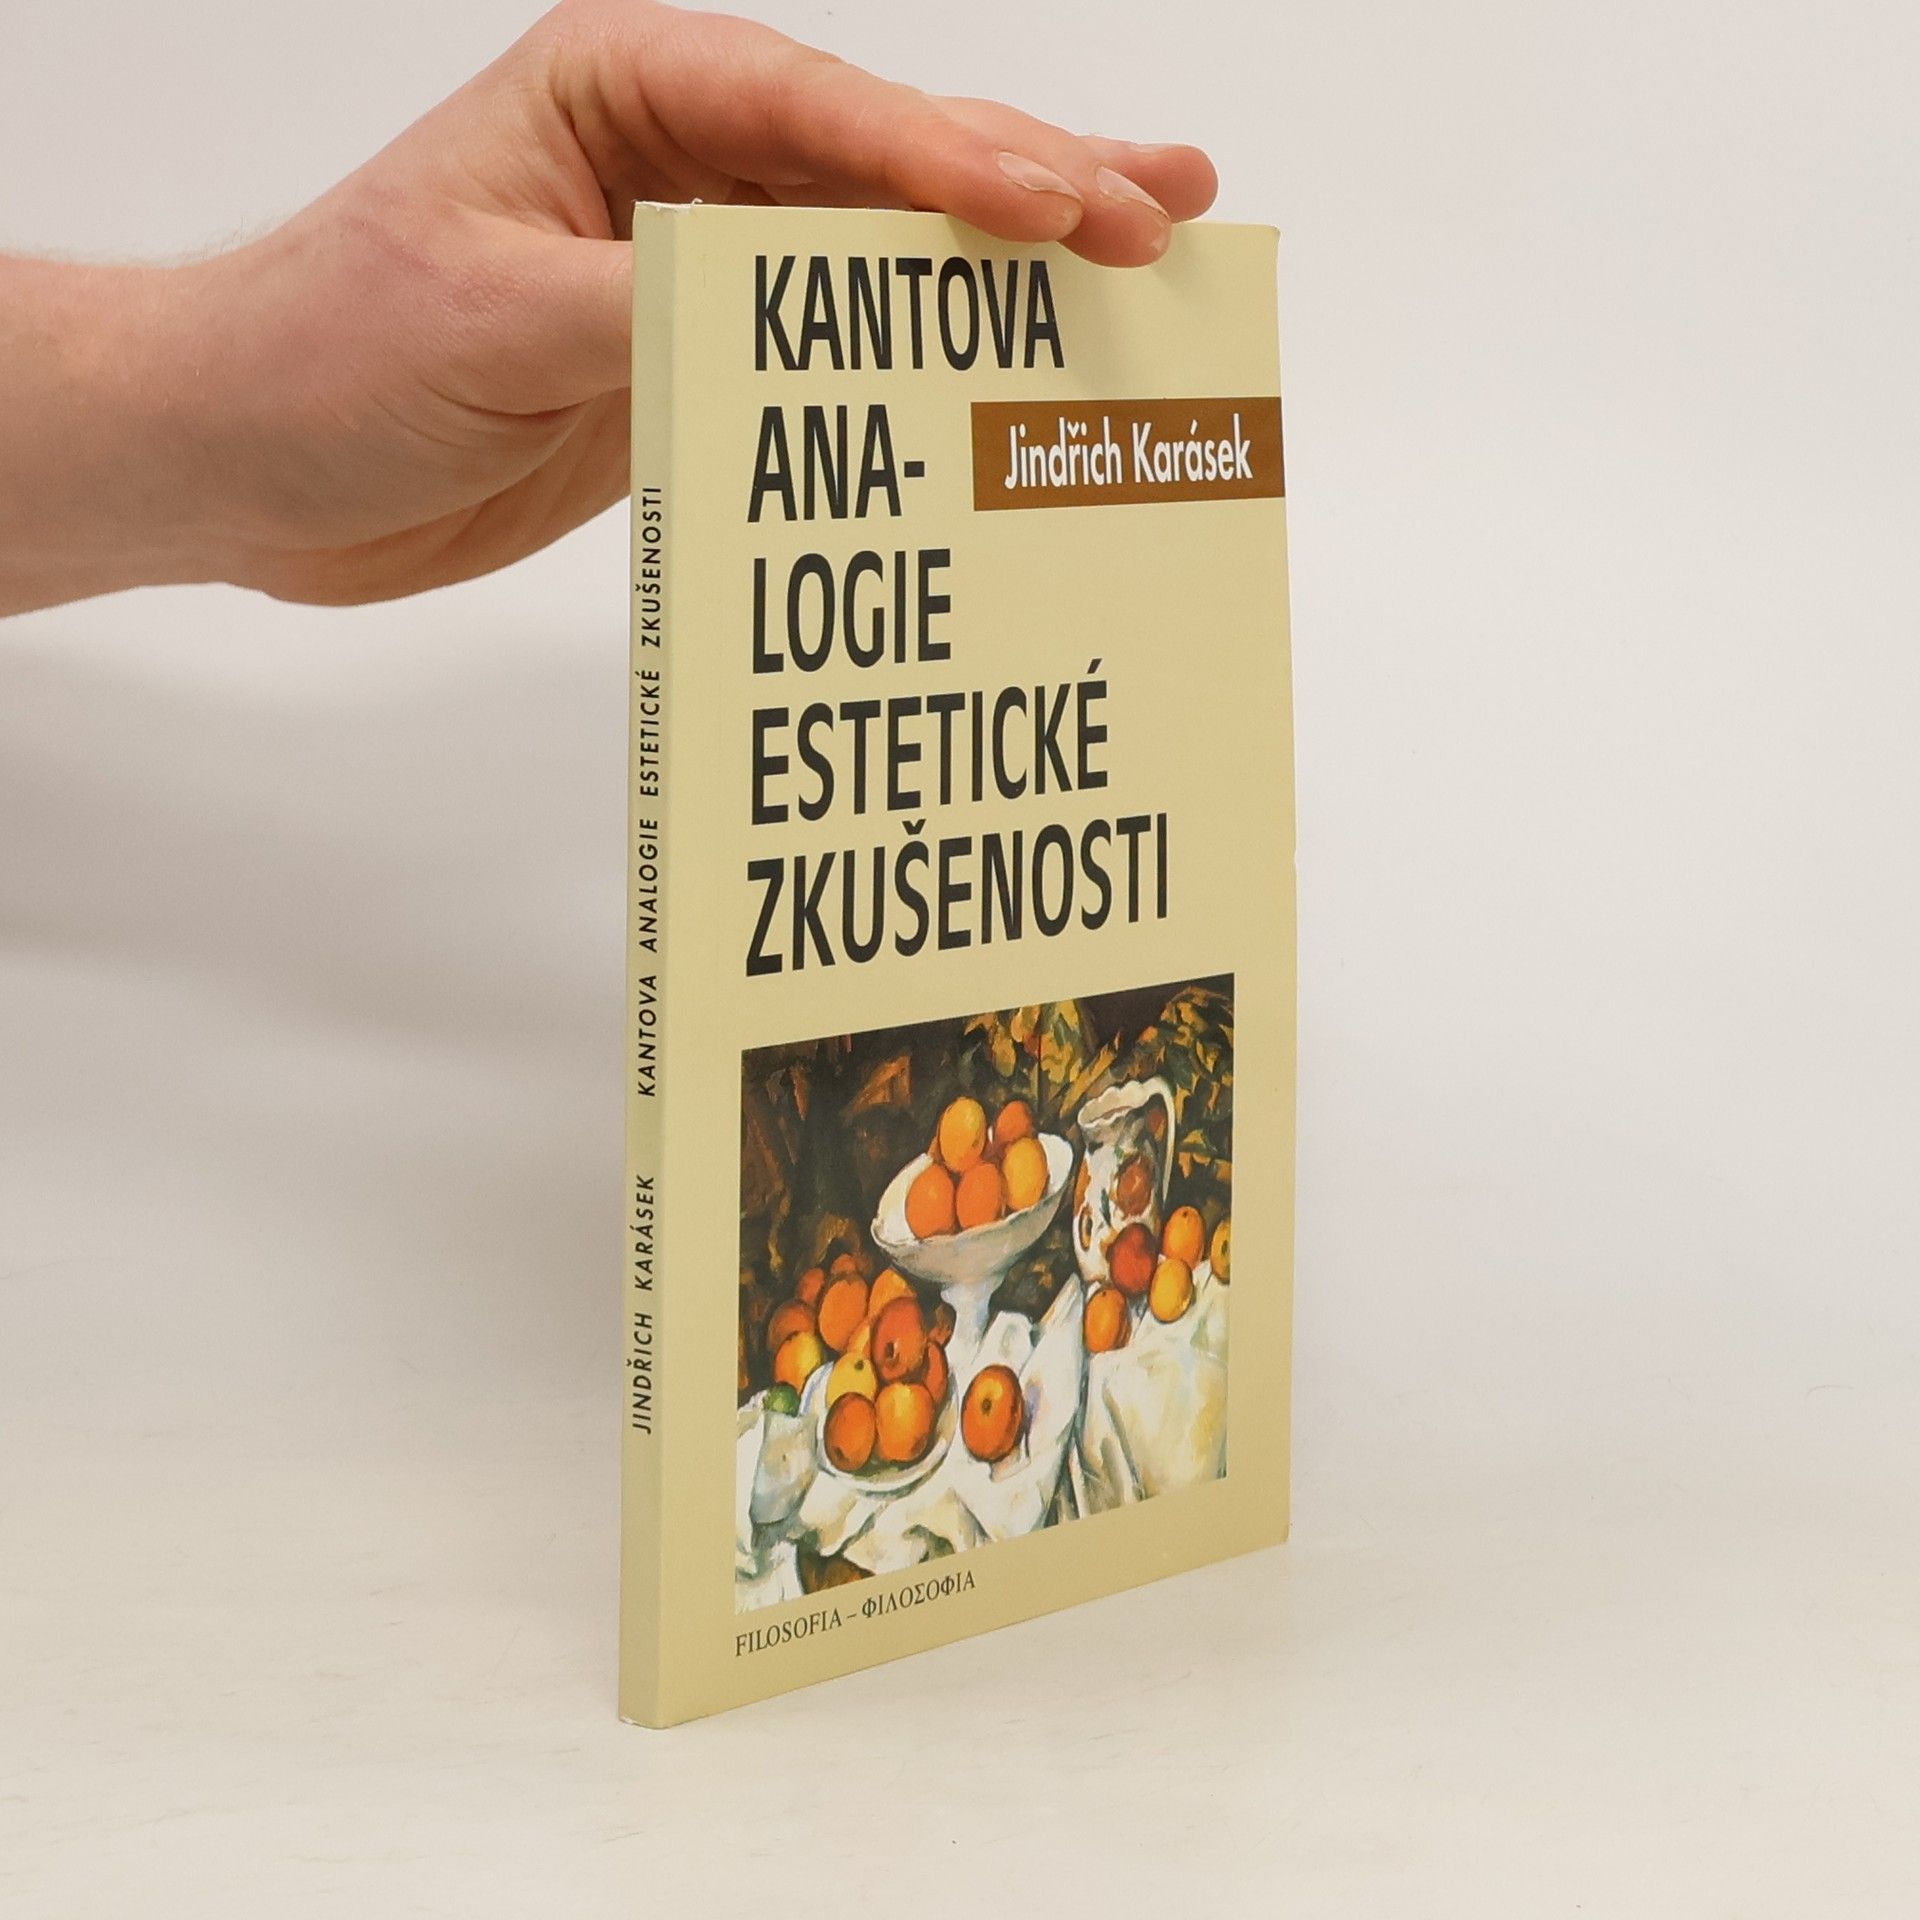 KANTOVA
ANA-
LOGIE
ESTETICKÉ
ZKUŠENOSTI
Jindřich Karásek
FILOSOFIA – ΦΙΛΟΣΟΦΙΑ
JINDŘICH KARÁSEK KANTOVA ANALOGIE ESTETICKÉ ZKUŠENOSTI